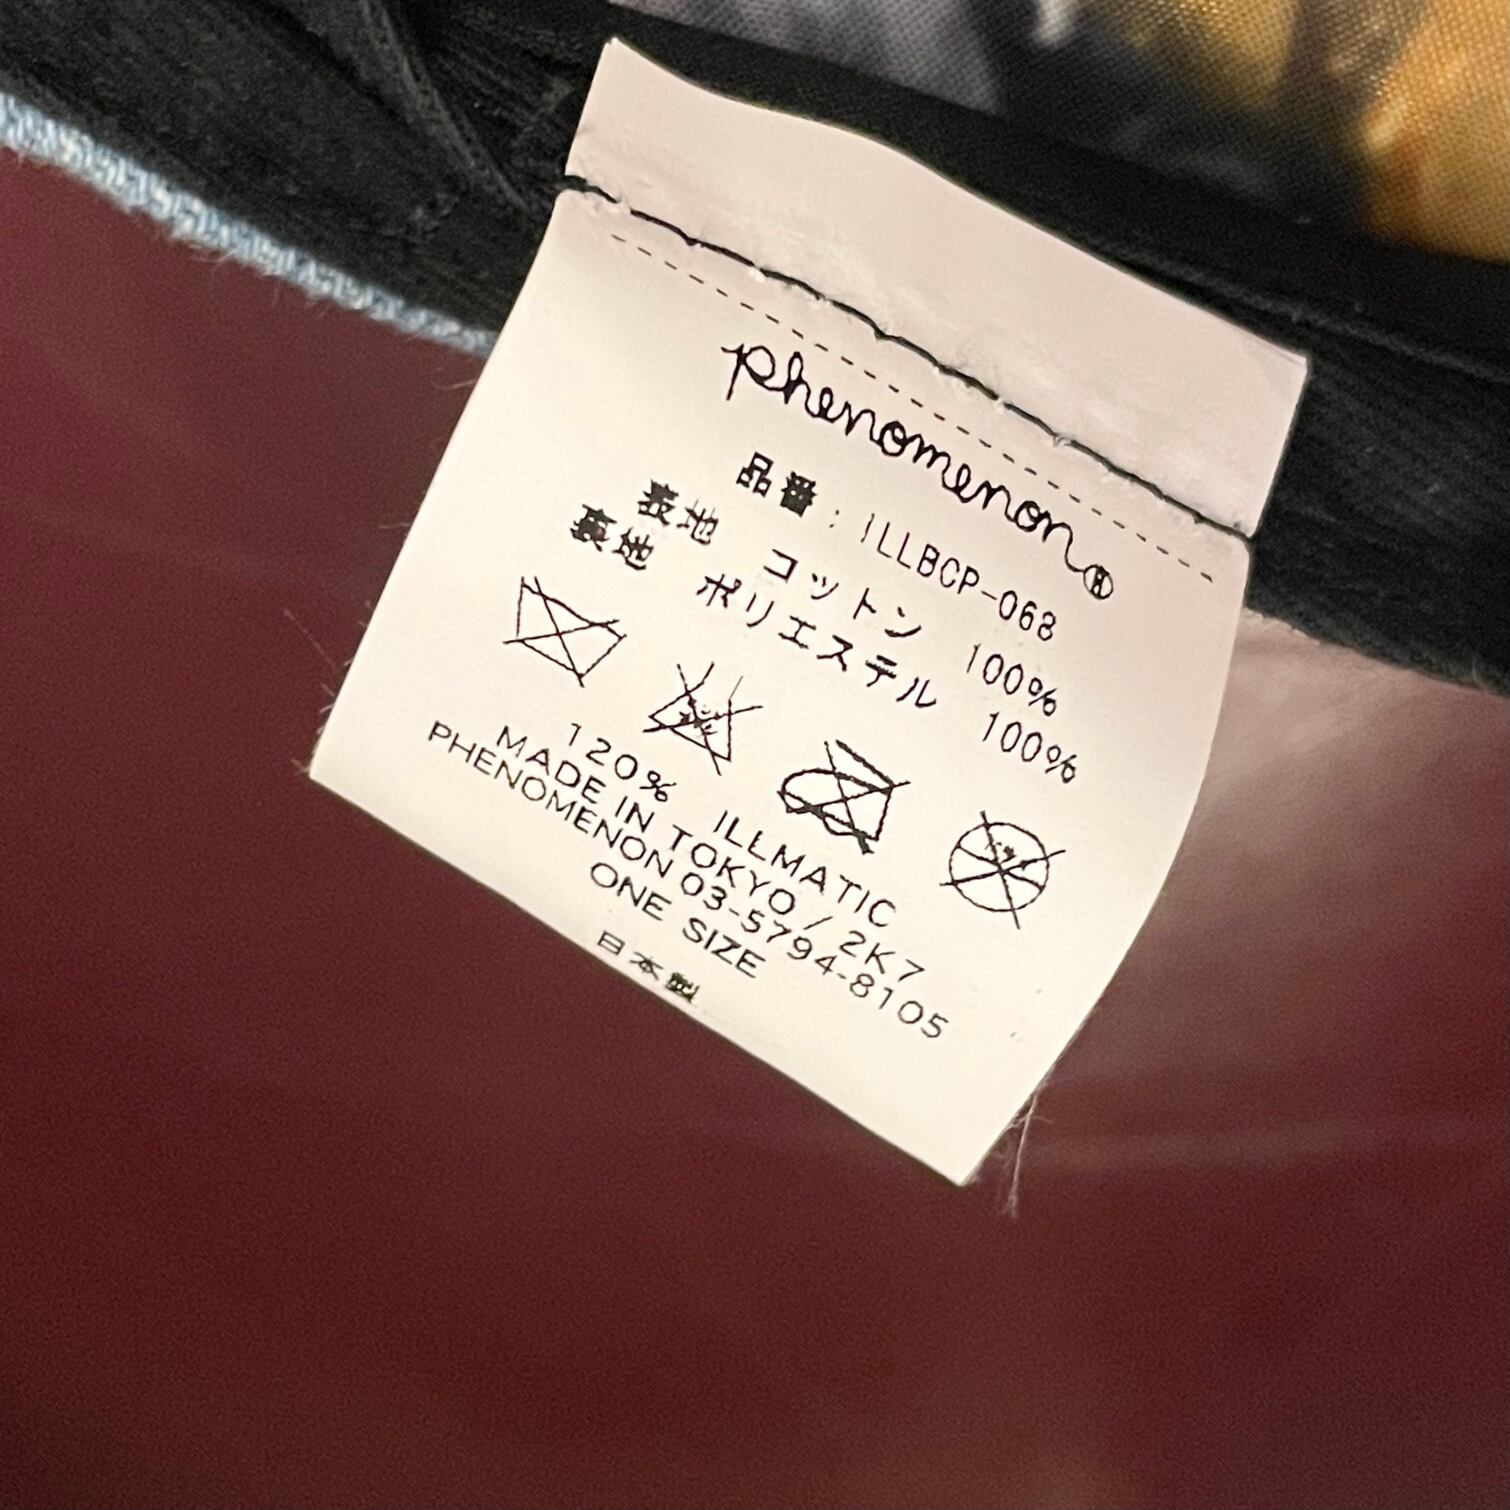 phenomenon®
品番: ILLBCP-068
表地 コットン 100%
裏地 ポリエステル 100%
120% ILLMATIC
MADE IN TOKYO / 2K7
PHENOMENON 03-5794-8105
ONE SIZE
日本製